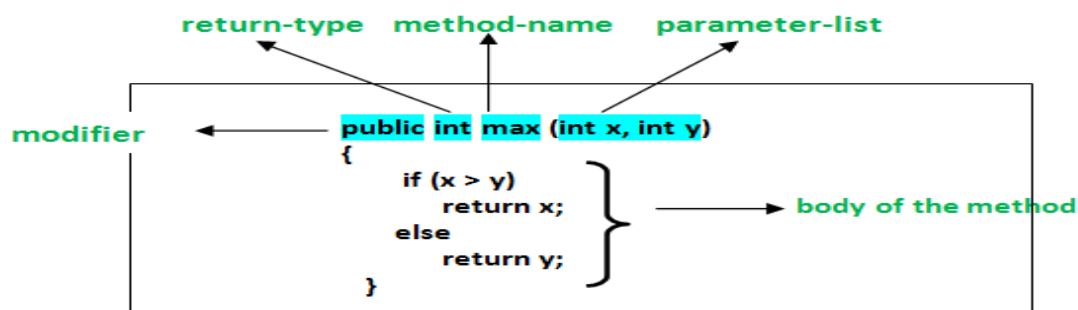 return-type method-name parameter-list
modifier
public int max (int x, int y)
{
if (x > y)
return x;
else
body of the method
return y;
}